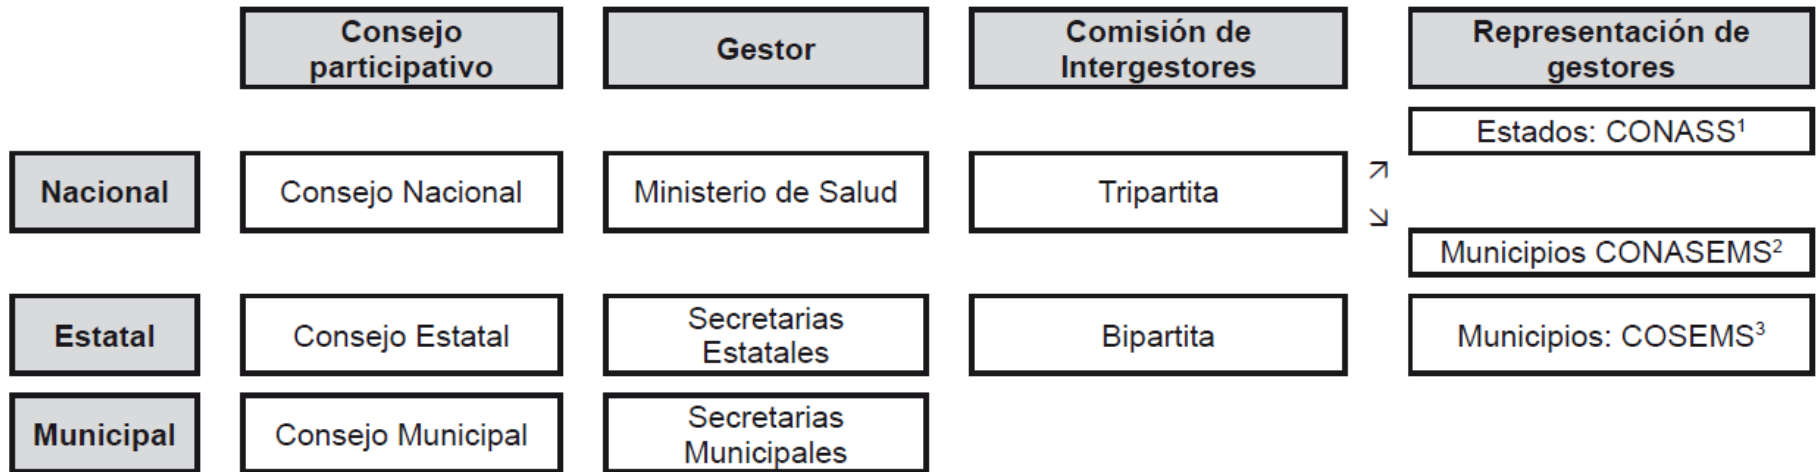 Consejo
participativo
Gestor
Comisión de
Intergestores
Representación de
gestores
Estados: CONASS¹
Nacional
Consejo Nacional
Ministerio de Salud
Tripartita
↗
↘
Municipios CONASEMS²
Estatal
Consejo Estatal
Secretarias
Estatales
Bipartita
Municipios: COSEMS³
Municipal
Consejo Municipal
Secretarias
Municipales